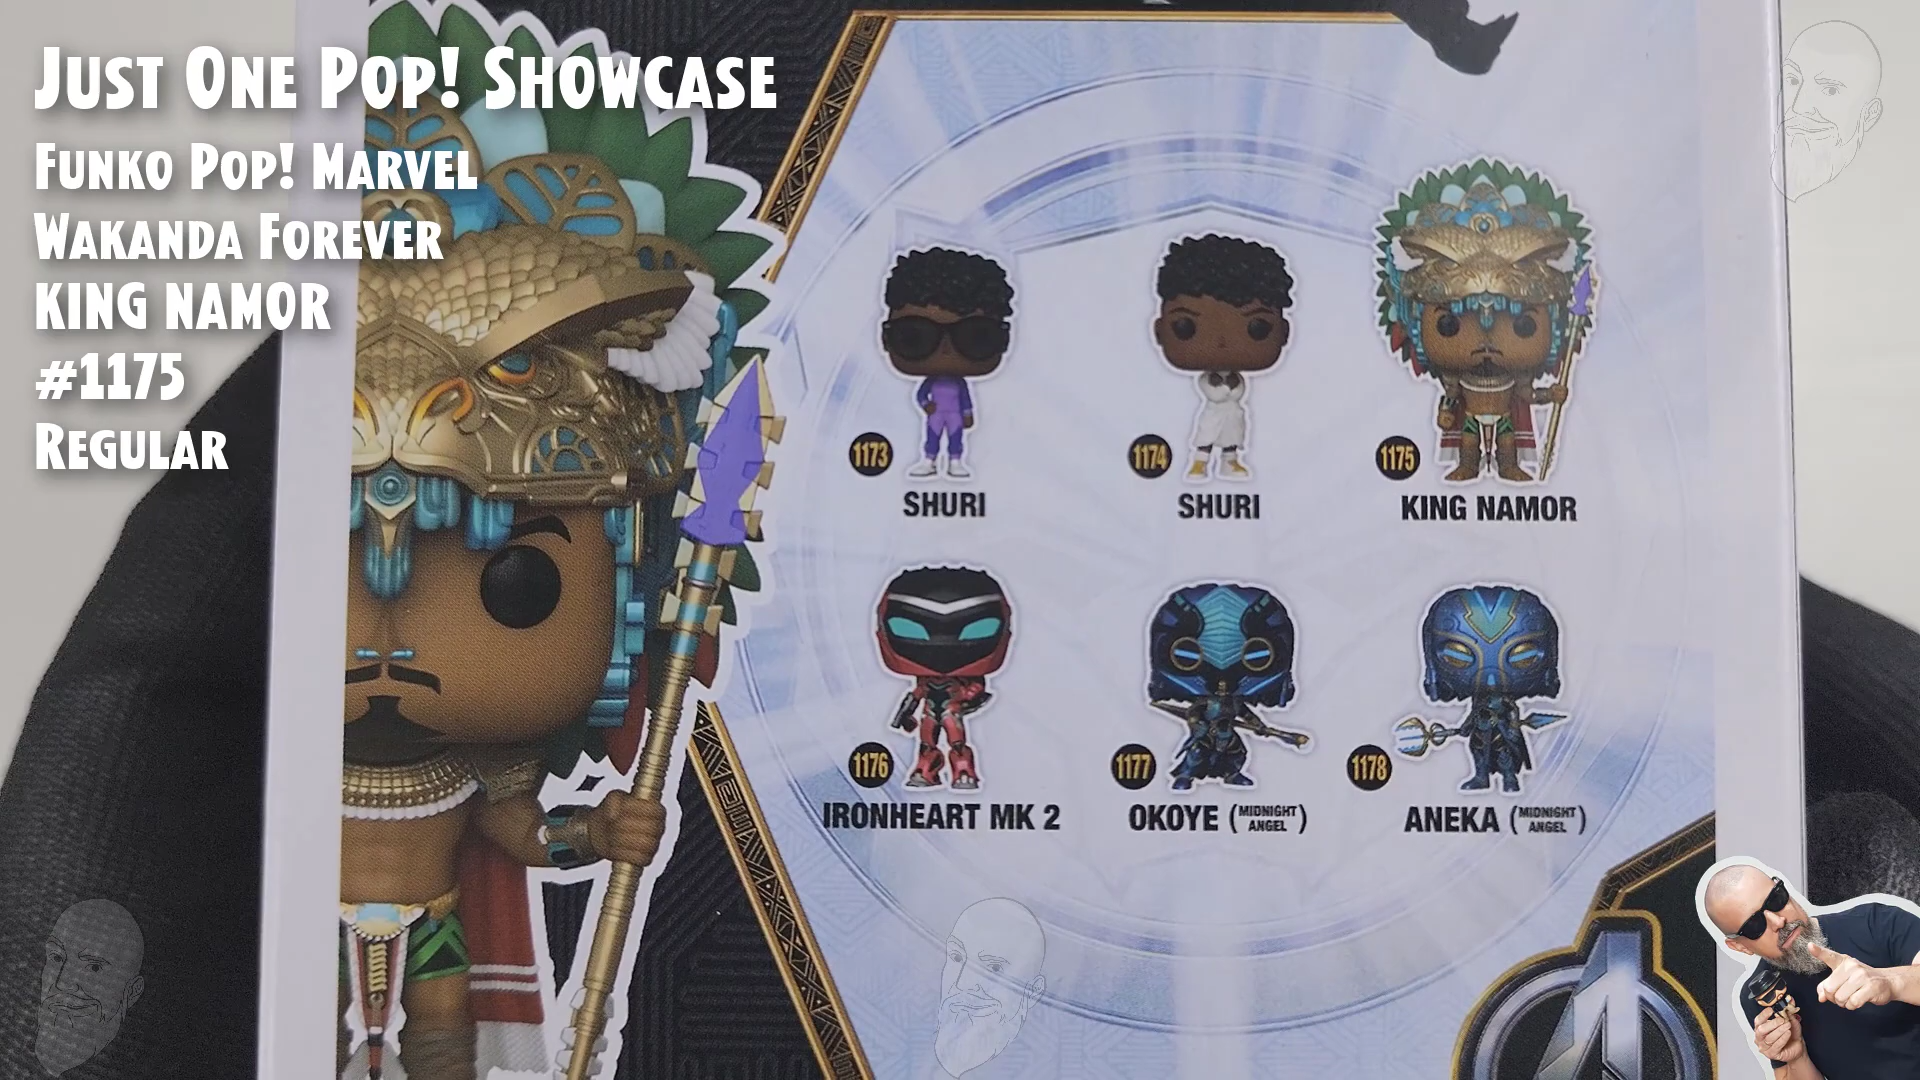 Just One Pop! Showcase
Funko Pop! Marvel
Wakanda Forever
KING NAMOR
#1175
Regular
1173
SHURI
1174
SHURI
1175
KING NAMOR
1176
IRONHEART MK 2
1177
OKOYE (MIDNIGHT ANGEL)
1178
ANEKA (MIDNIGHT ANGEL)